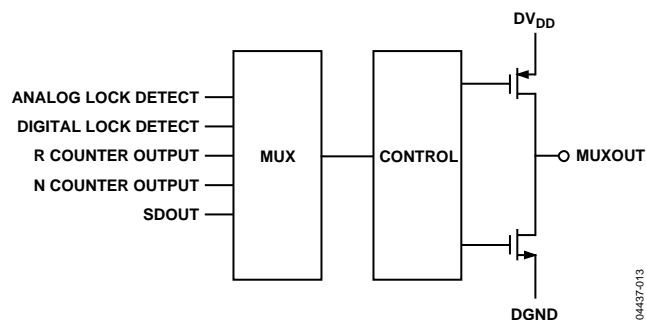 DVDD
ANALOG LOCK DETECT
DIGITAL LOCK DETECT
R COUNTER OUTPUT
N COUNTER OUTPUT
SDOUT
MUX
CONTROL
MUXOUT
DGND
04437-013